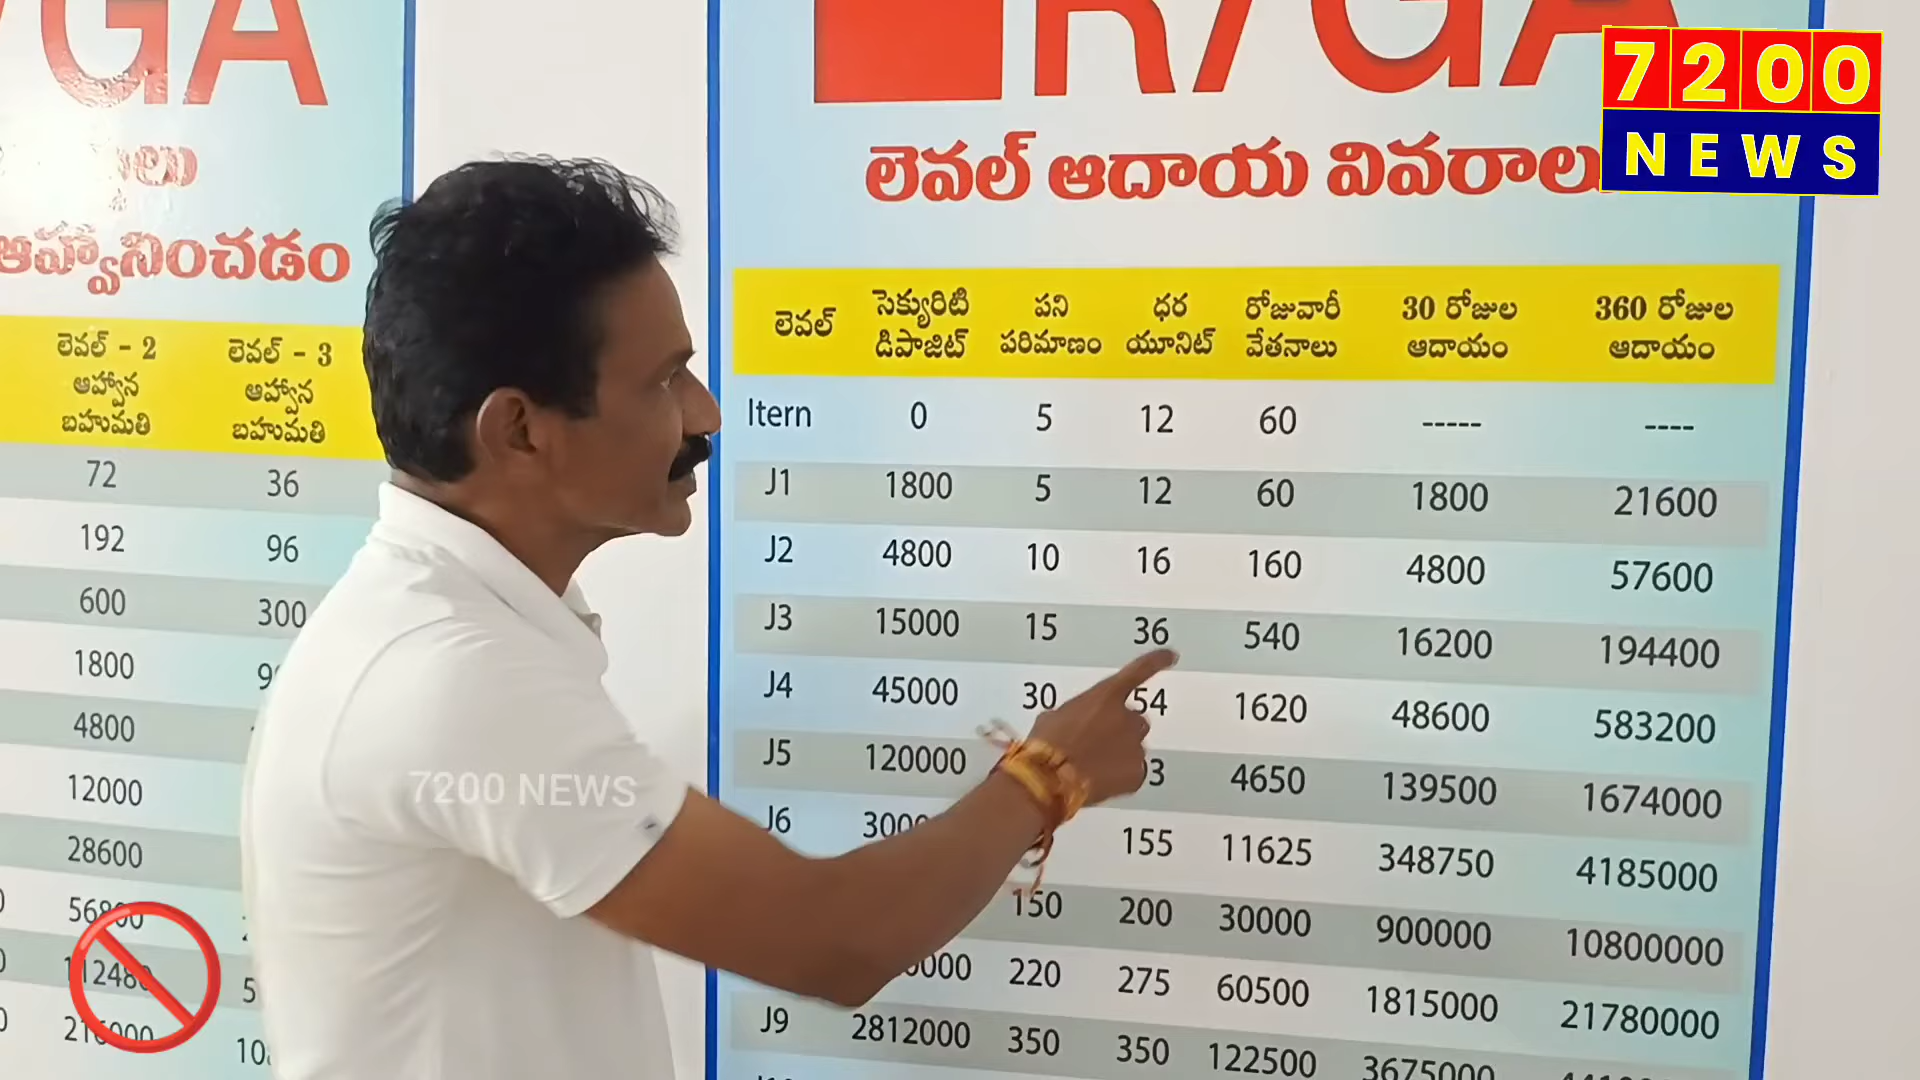 GA
ఆహ్వానించడం
లెవల్ - 2 ఆహ్వాన బహుమతి
లెవల్ - 3 ఆహ్వాన బహుమతి
72 36
192 96
600 300
1800
4800
12000
28600
56800
112480
216000
7200
NEWS
లెవల్ ఆదాయ వివరాలు
లెవల్ సెక్యురిటి డిపాజిట్ పని పరిమాణం ధర యూనిట్ రోజువారీ వేతనాలు 30 రోజుల ఆదాయం 360 రోజుల ఆదాయం
Itern 0 5 12 60 ----- ----
J1 1800 5 12 60 1800 21600
J2 4800 10 16 160 4800 57600
J3 15000 15 36 540 16200 194400
J4 45000 30 54 1620 48600 583200
J5 120000 4650 139500 1674000
J6 155 11625 348750 4185000
150 200 30000 900000 10800000
220 275 60500 1815000 21780000
J9 2812000 350 350 122500 3675000
7200 NEWS